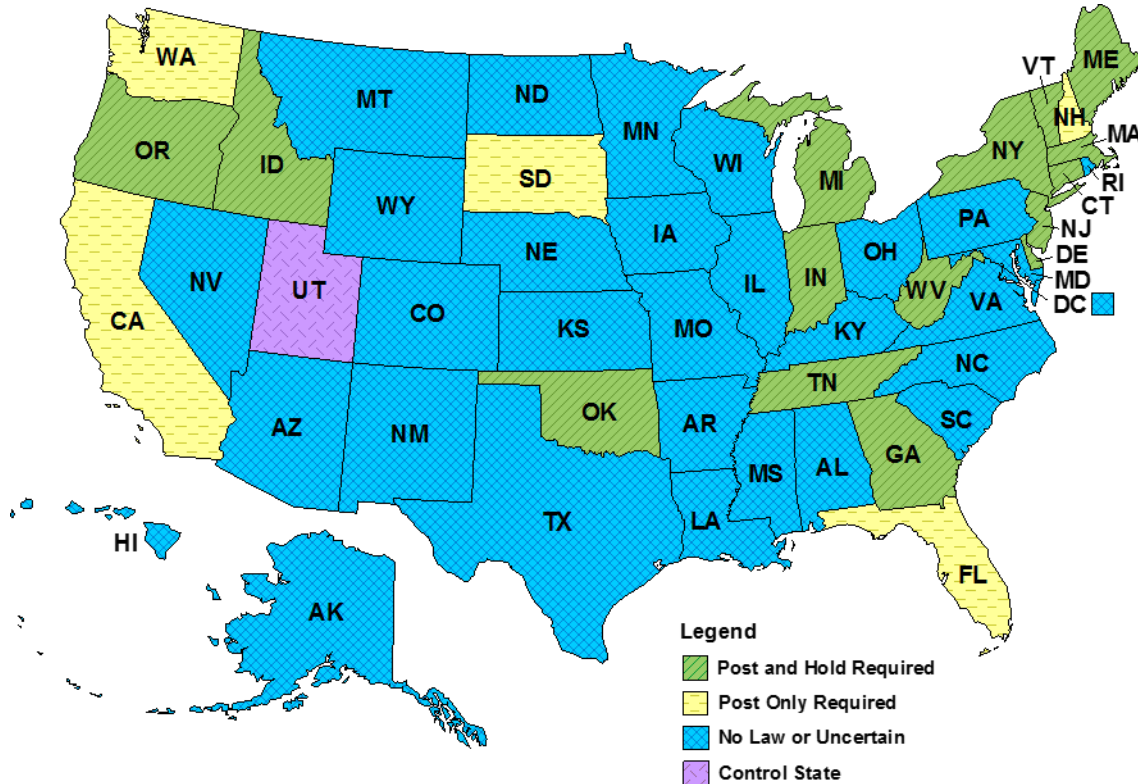 WA
MT
ND
MN
VT
ME
NH
OR
ID
WY
SD
WI
MI
NY
MA
RI
CT
NV
UT
NE
IA
PA
NJ
DE
MD
DC
CA
CO
KS
MO
IL
IN
OH
WV
VA
KY
NC
TN
AZ
NM
OK
AR
SC
MS
AL
GA
TX
LA
HI
AK
FL
Legend
Post and Hold Required
Post Only Required
No Law or Uncertain
Control State